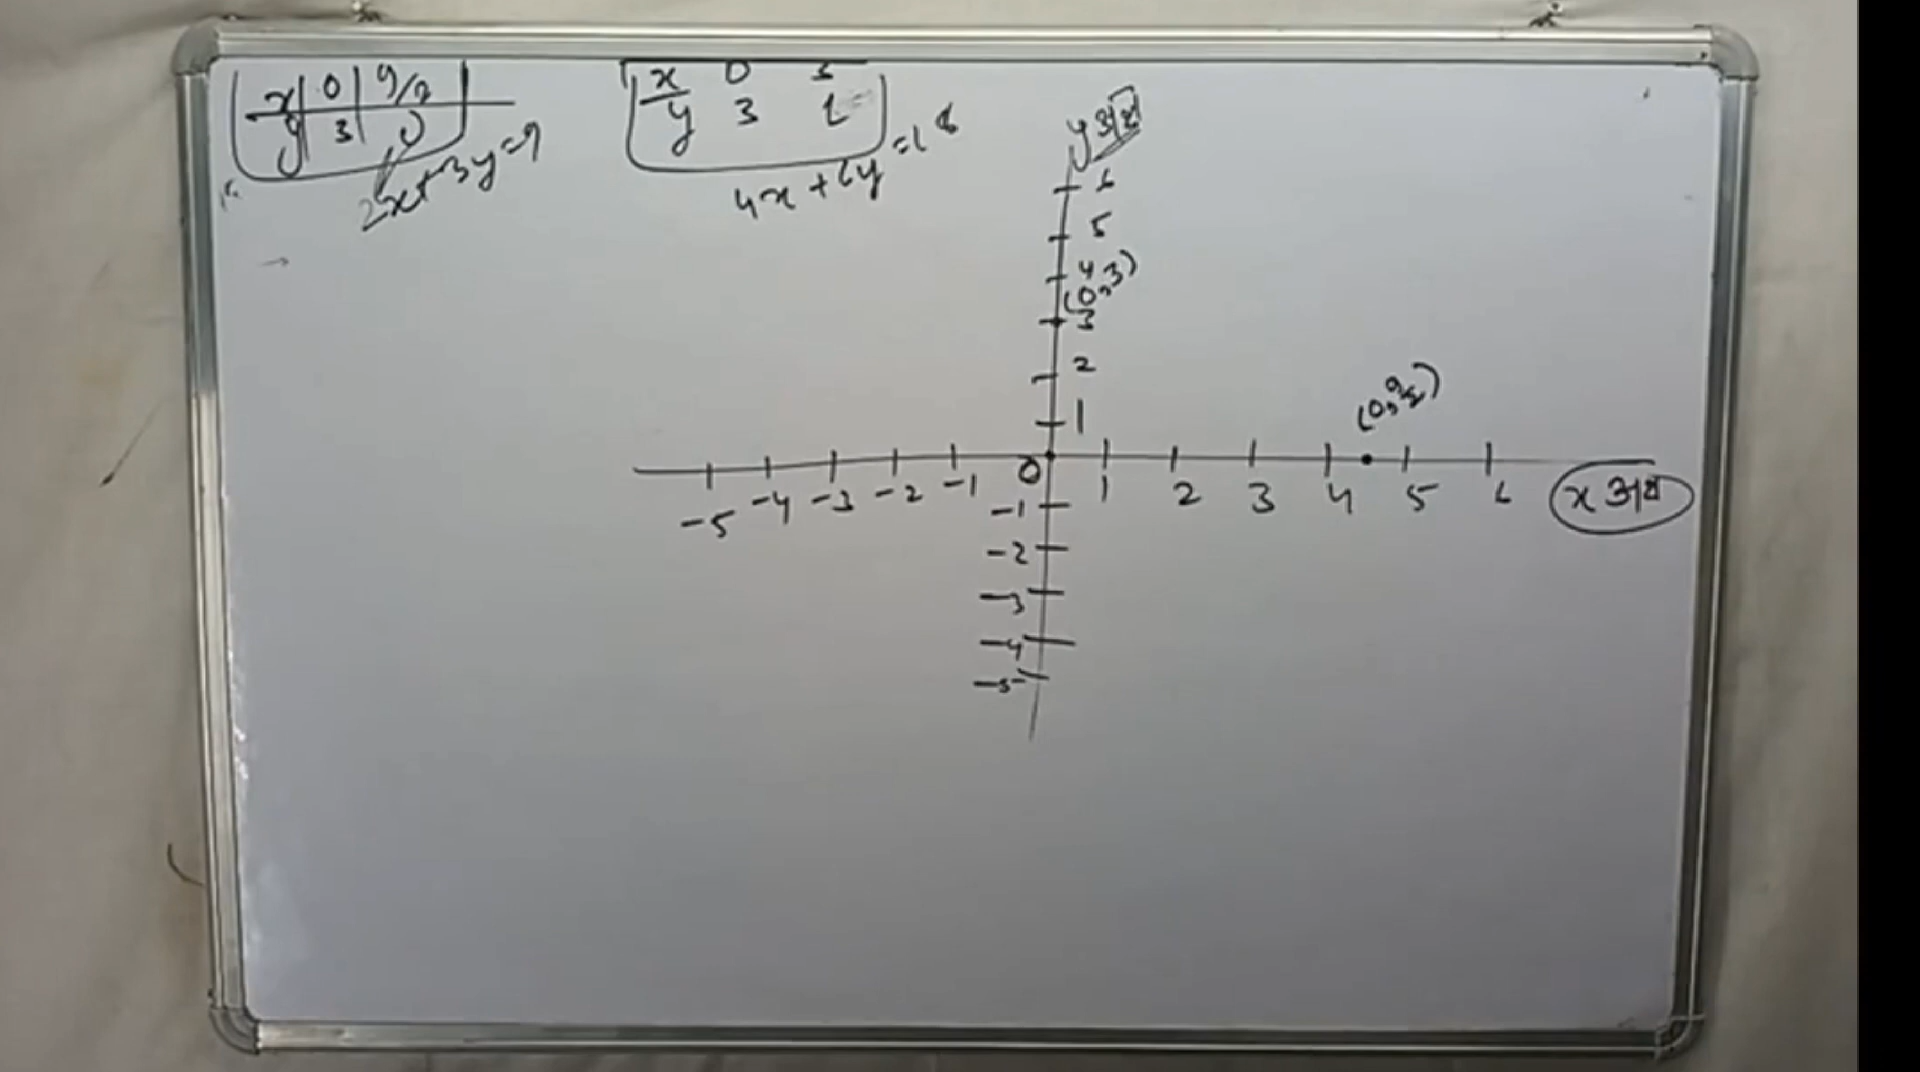 x 0 9/2
y 3 0
2x+3y=9
x 0 3
y 3 1
4x+6y=18
y अक्ष
6
5
4
(0,3)
3
2
1
(0,9/2)
-5 -4 -3 -2 -1 0 1 2 3 4 5 6
x अक्ष
-1
-2
-3
-4
-5